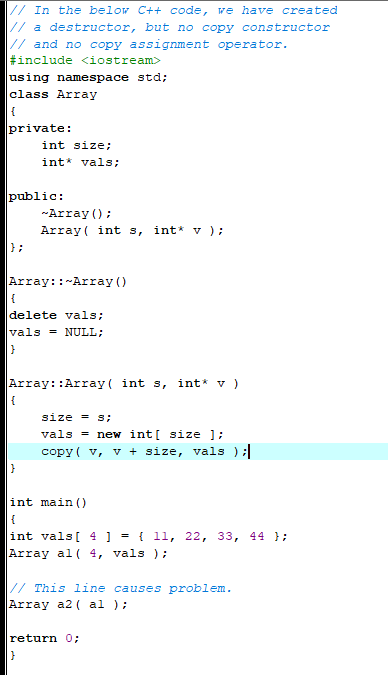 // In the below C++ code, we have created
// a destructor, but no copy constructor
// and no copy assignment operator.
#include <iostream>
using namespace std;
class Array
{
private:
    int size;
    int* vals;

public:
    ~Array();
    Array( int s, int* v );
};

Array::~Array()
{
delete vals;
vals = NULL;
}

Array::Array( int s, int* v )
{
    size = s;
    vals = new int[ size ];
    copy( v, v + size, vals );
}

int main()
{
int vals[ 4 ] = { 11, 22, 33, 44 };
Array a1( 4, vals );

// This line causes problem.
Array a2( a1 );

return 0;
}